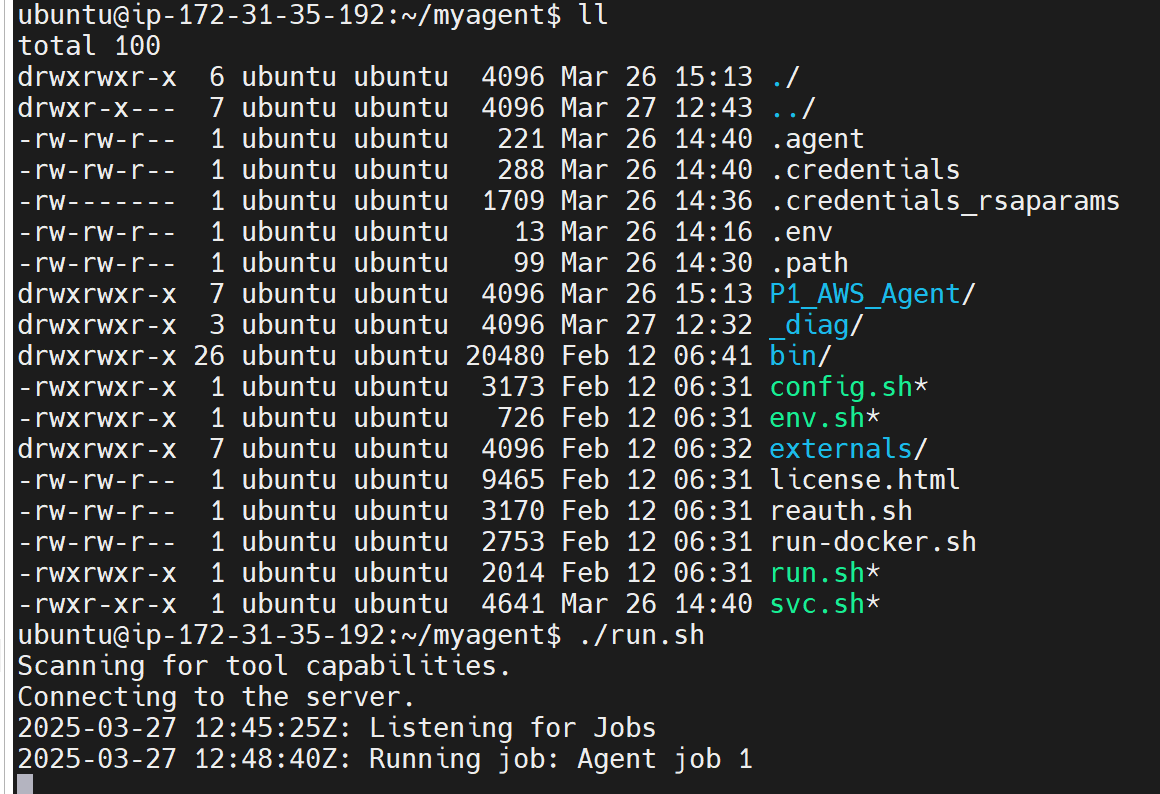 ubuntu@ip-172-31-35-192:~/myagent$ ll
total 100
drwxrwxr-x  6 ubuntu ubuntu  4096 Mar 26 15:13 ./
drwxr-x---  7 ubuntu ubuntu  4096 Mar 27 12:43 ../
-rw-rw-r--  1 ubuntu ubuntu   221 Mar 26 14:40 .agent
-rw-rw-r--  1 ubuntu ubuntu   288 Mar 26 14:40 .credentials
-rw-------  1 ubuntu ubuntu  1709 Mar 26 14:36 .credentials_rsaparams
-rw-rw-r--  1 ubuntu ubuntu    13 Mar 26 14:16 .env
-rw-rw-r--  1 ubuntu ubuntu    99 Mar 26 14:30 .path
drwxrwxr-x  7 ubuntu ubuntu  4096 Mar 26 15:13 P1_AWS_Agent/
drwxrwxr-x  3 ubuntu ubuntu  4096 Mar 27 12:32 _diag/
drwxrwxr-x 26 ubuntu ubuntu 20480 Feb 12 06:41 bin/
-rwxrwxr-x  1 ubuntu ubuntu  3173 Feb 12 06:31 config.sh*
-rwxrwxr-x  1 ubuntu ubuntu   726 Feb 12 06:31 env.sh*
drwxrwxr-x  7 ubuntu ubuntu  4096 Feb 12 06:32 externals/
-rw-rw-r--  1 ubuntu ubuntu  9465 Feb 12 06:31 license.html
-rw-rw-r--  1 ubuntu ubuntu  3170 Feb 12 06:31 reauth.sh
-rw-rw-r--  1 ubuntu ubuntu  2753 Feb 12 06:31 run-docker.sh
-rwxrwxr-x  1 ubuntu ubuntu  2014 Feb 12 06:31 run.sh*
-rwxr-xr-x  1 ubuntu ubuntu  4641 Mar 26 14:40 svc.sh*
ubuntu@ip-172-31-35-192:~/myagent$ ./run.sh
Scanning for tool capabilities.
Connecting to the server.
2025-03-27 12:45:25Z: Listening for Jobs
2025-03-27 12:48:40Z: Running job: Agent job 1